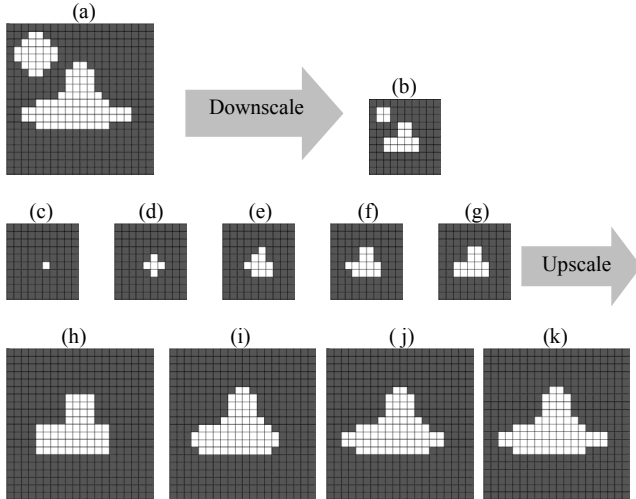 (a)
(b)
Downscale
(c) (d) (e) (f) (g)
Upscale
(h) (i) ( j) (k)